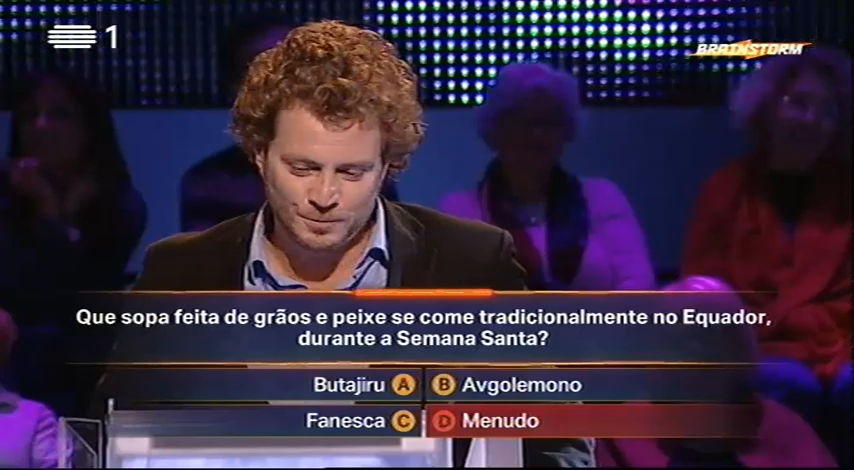 1
BRAINSTORM
Que sopa feita de grãos e peixe se come tradicionalmente no Equador,
durante a Semana Santa?
Butajiru A
B Avgolemono
Fanesca C
D Menudo